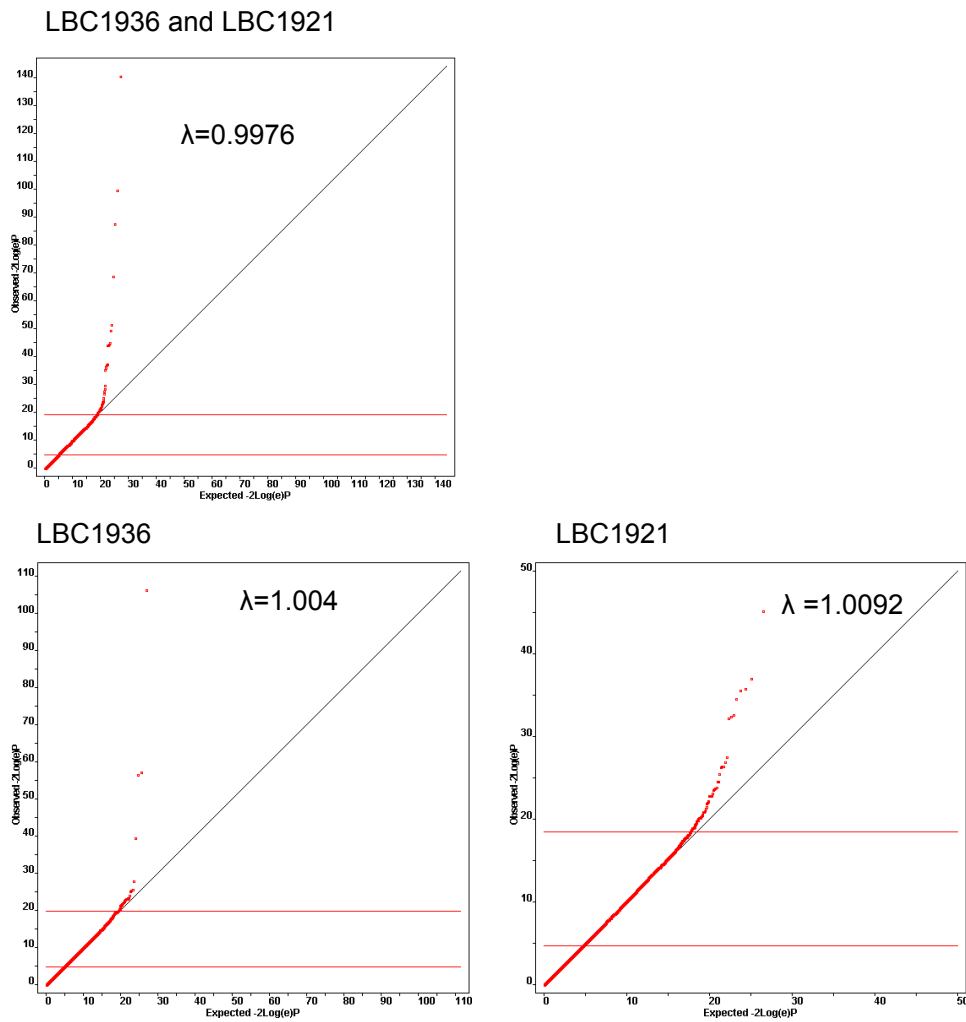 LBC1936 and LBC1921
λ=0.9976
140
130
120
110
100
90
80
70
60
50
40
30
20
10
0
Observed -2Log(e)P
0 10 20 30 40 50 60 70 80 90 100 110 120 130 140
Expected -2Log(e)P
LBC1936
λ=1.004
110
100
90
80
70
60
50
40
30
20
10
0
Observed -2Log(e)P
0 10 20 30 40 50 60 70 80 90 100 110
Expected -2Log(e)P
LBC1921
λ =1.0092
50
40
30
20
10
0
Observed -2Log(e)P
0 10 20 30 40 50
Expected -2Log(e)P